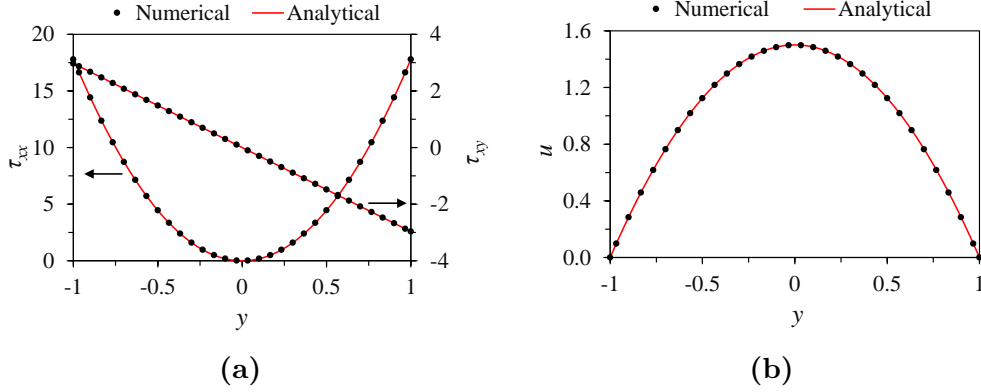 Numerical Analytical
20
15
10
5
0
4
2
0
-2
-4
τxx
τxy
-1 -0.5 0 0.5 1
y
(a)
Numerical Analytical
1.6
1.2
0.8
0.4
0.0
u
-1 -0.5 0 0.5 1
y
(b)